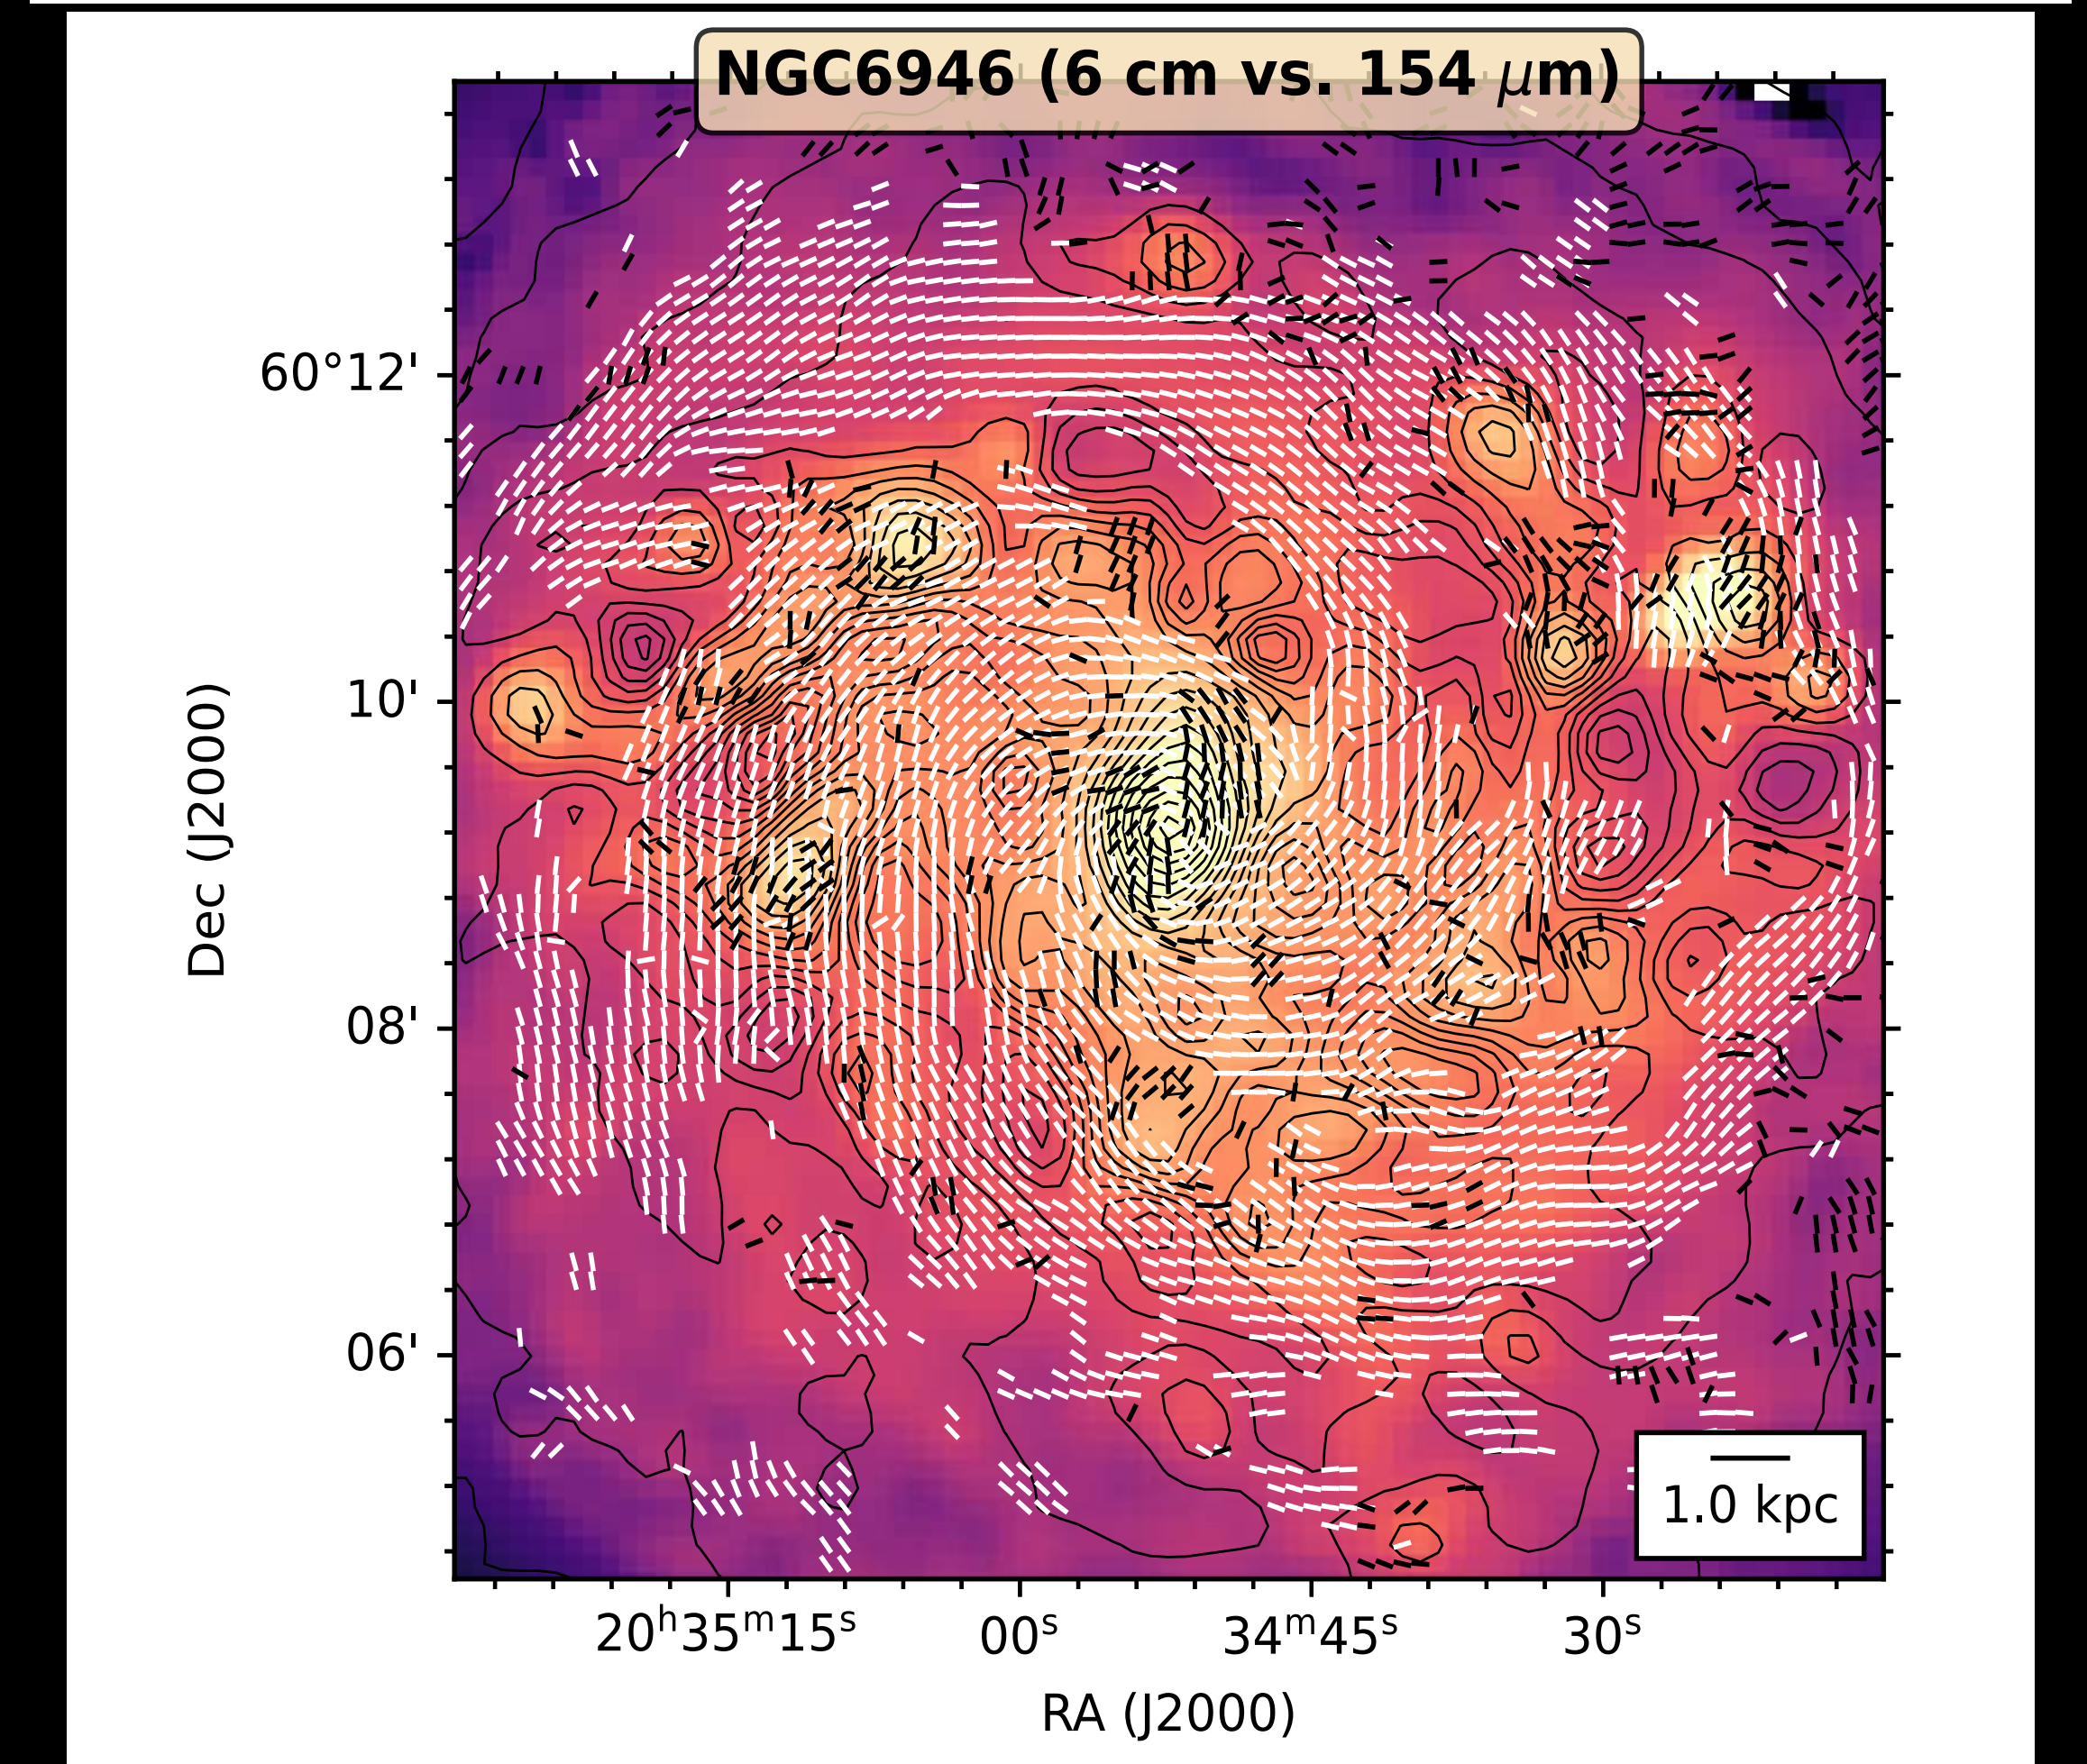 NGC6946 (6 cm vs. 154 μm)
60°12'
10'
08'
06'
Dec (J2000)
1.0 kpc
20ʰ35ᵐ15ˢ 00ˢ 34ᵐ45ˢ 30ˢ
RA (J2000)